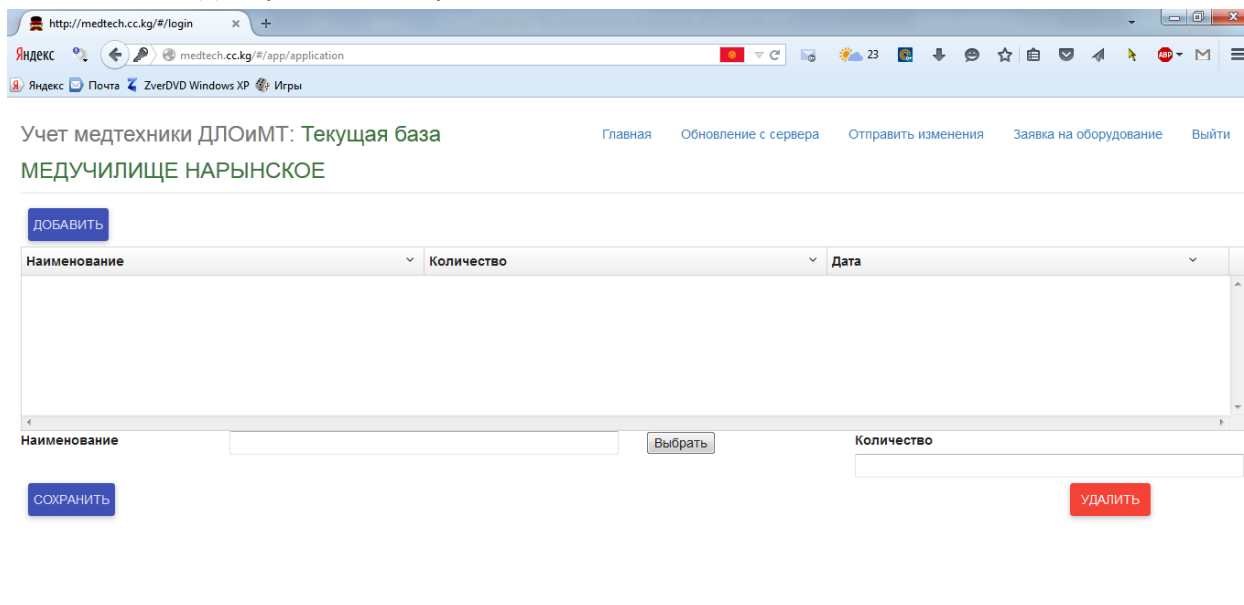 http://medtech.cc.kg/#/login × +
Яндекс medtech.cc.kg/#/app/application 23 ABP
Я Яндекс Почта ZverDVD Windows XP Игры
Учет медтехники ДЛОиМТ: Текущая база
МЕДУЧИЛИЩЕ НАРЫНСКОЕ
Главная Обновление с сервера Отправить изменения Заявка на оборудование Выйти
ДОБАВИТЬ
Наименование Количество Дата
Наименование Выбрать Количество
СОХРАНИТЬ УДАЛИТЬ